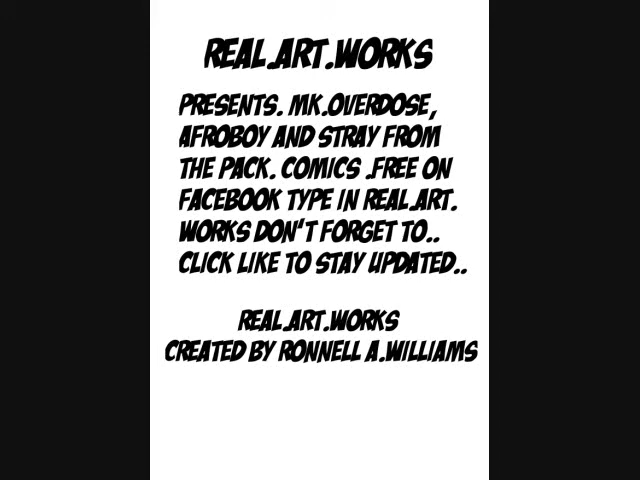 REAL.ART.WORKS
PRESENTS. MK.OVERDOSE,
AFROBOY AND STRAY FROM
THE PACK. COMICS .FREE ON
FACEBOOK TYPE IN REAL.ART.
WORKS DON'T FORGET TO..
CLICK LIKE TO STAY UPDATED..
REAL.ART.WORKS
CREATED BY RONNELL A.WILLIAMS